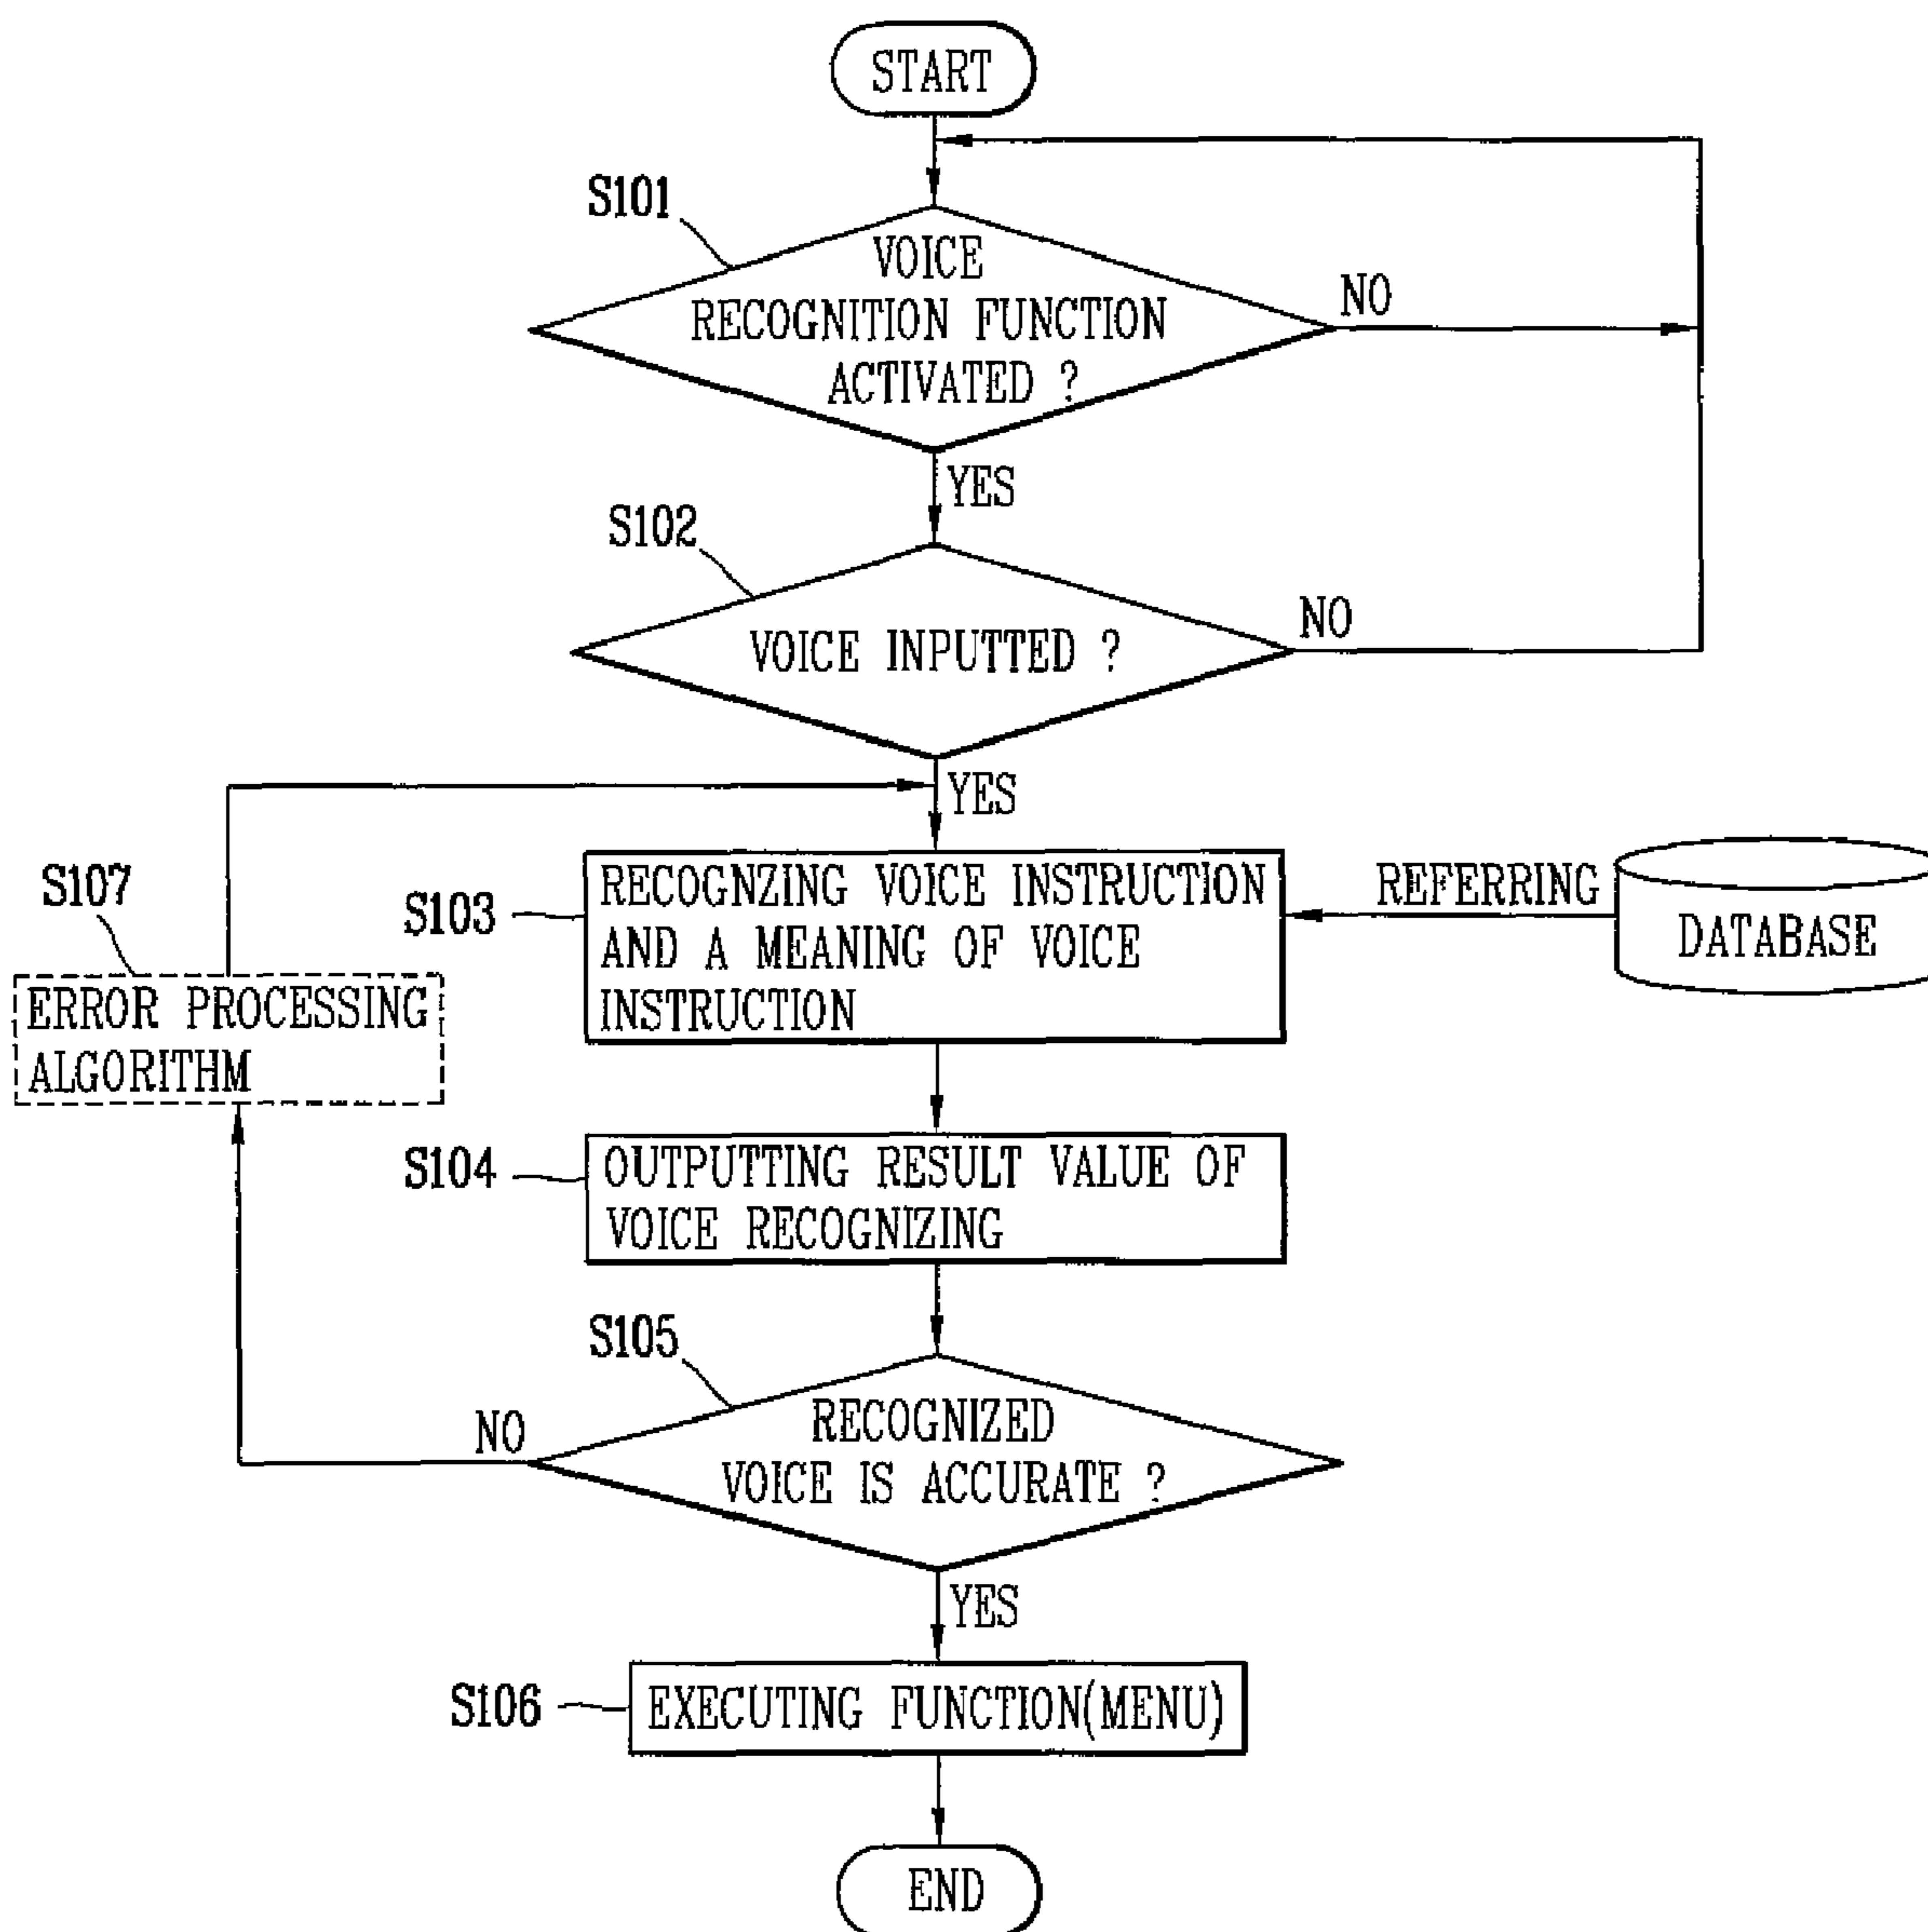 START
S101
VOICE
RECOGNITION FUNCTION
ACTIVATED ?
NO
YES
S102
VOICE INPUTTED ?
NO
YES
S107
ERROR PROCESSING
ALGORITHM
S103
RECOGNZING VOICE INSTRUCTION
AND A MEANING OF VOICE
INSTRUCTION
REFERRING
DATABASE
S104
OUTPUTTING RESULT VALUE OF
VOICE RECOGNIZING
S105
RECOGNIZED
VOICE IS ACCURATE ?
NO
YES
S106
EXECUTING FUNCTION(MENU)
END